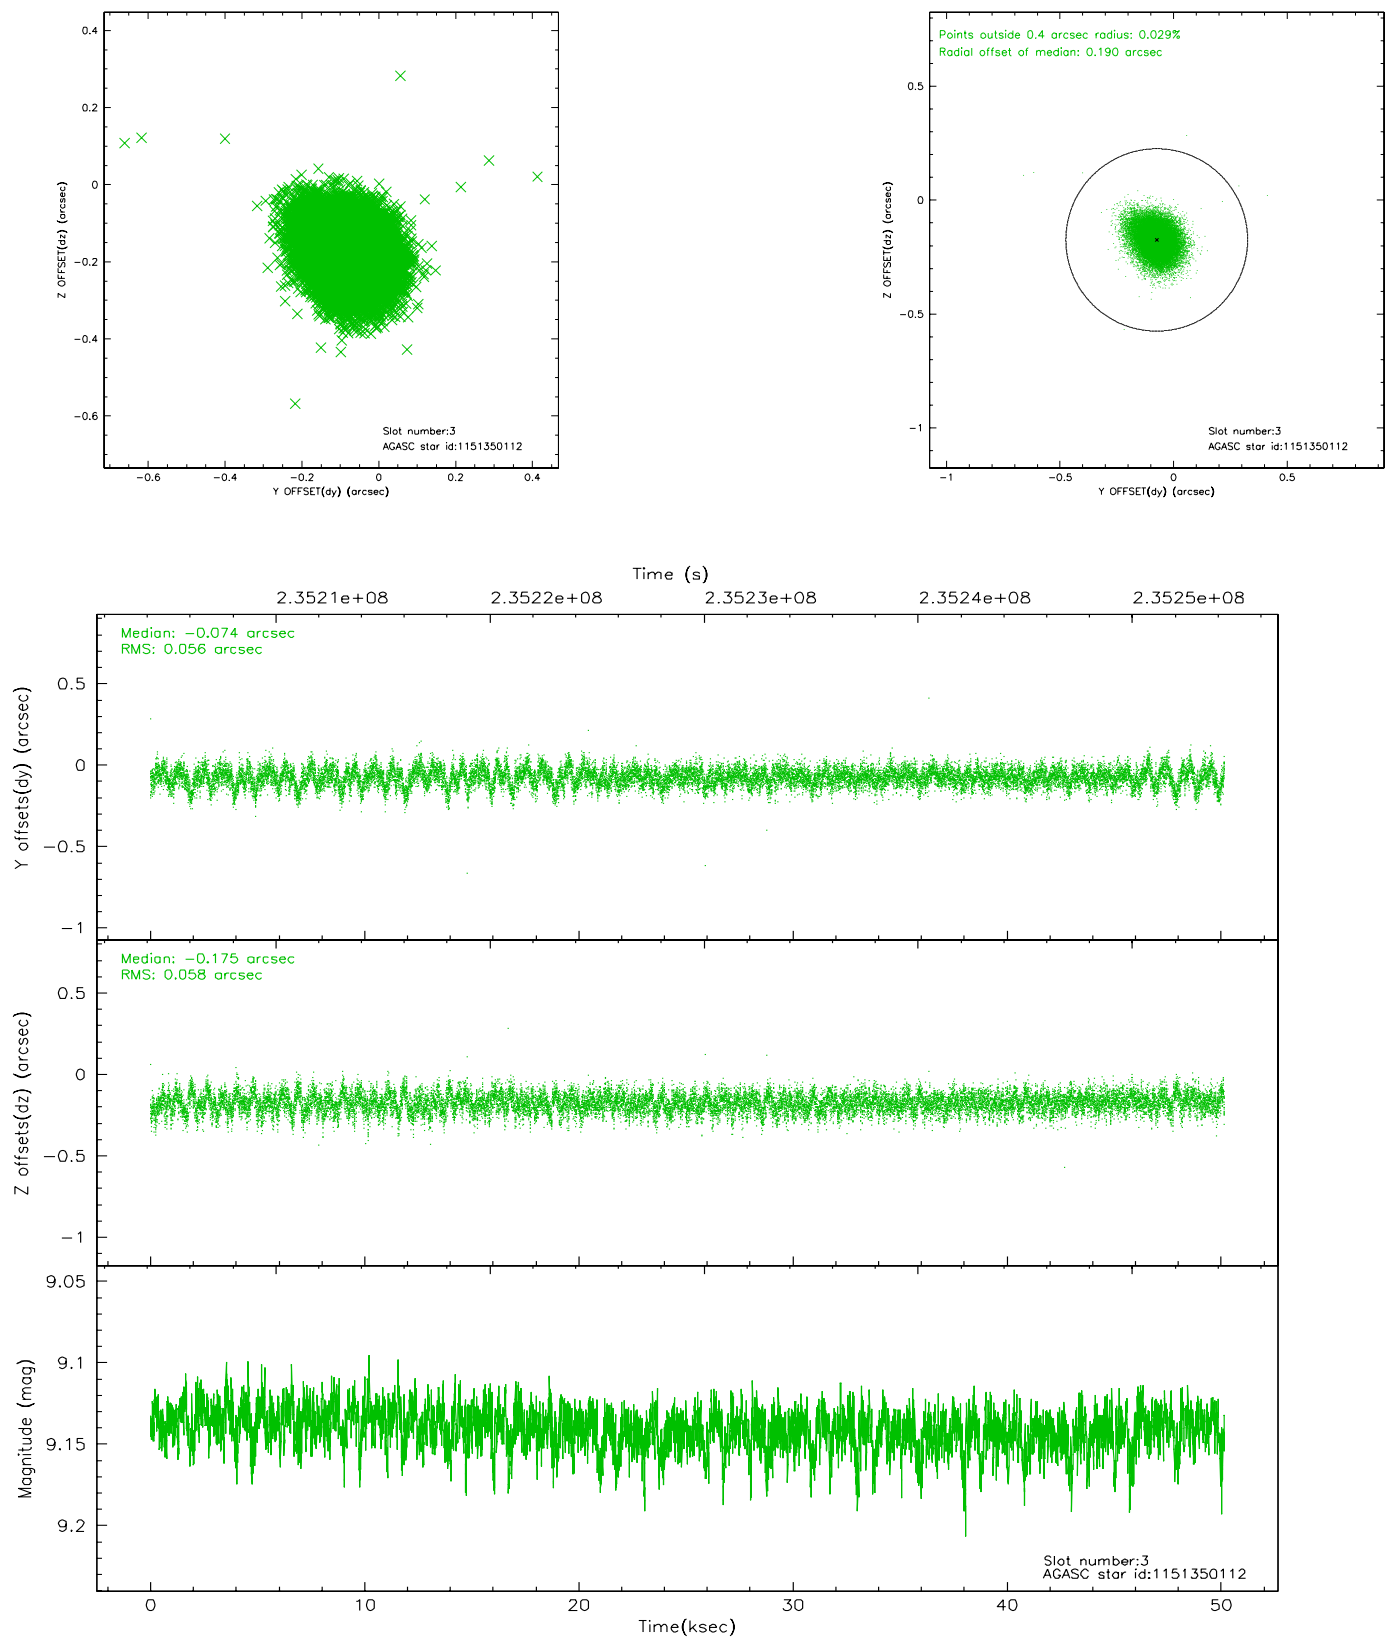 0.4
0.2
0
−0.2
−0.4
−0.6
Z OFFSET(dz) (arcsec)
−0.6 −0.4 −0.2 0 0.2 0.4
Y OFFSET(dy) (arcsec)
Slot number:3
AGASC star id:1151350112
Points outside 0.4 arcsec radius: 0.029%
Radial offset of median: 0.190 arcsec
0.5
0
−0.5
−1
Z OFFSET(dz) (arcsec)
−1 −0.5 0 0.5
Y OFFSET(dy) (arcsec)
Slot number:3
AGASC star id:1151350112
Time (s)
2.3521e+08 2.3522e+08 2.3523e+08 2.3524e+08 2.3525e+08
Median: −0.074 arcsec
RMS: 0.056 arcsec
0.5
0
−0.5
−1
Y offsets(dy) (arcsec)
Median: −0.175 arcsec
RMS: 0.058 arcsec
0.5
0
−0.5
−1
Z offsets(dz) (arcsec)
9.05
9.1
9.15
9.2
Magnitude (mag)
Slot number:3
AGASC star id:1151350112
0 10 20 30 40 50
Time(ksec)